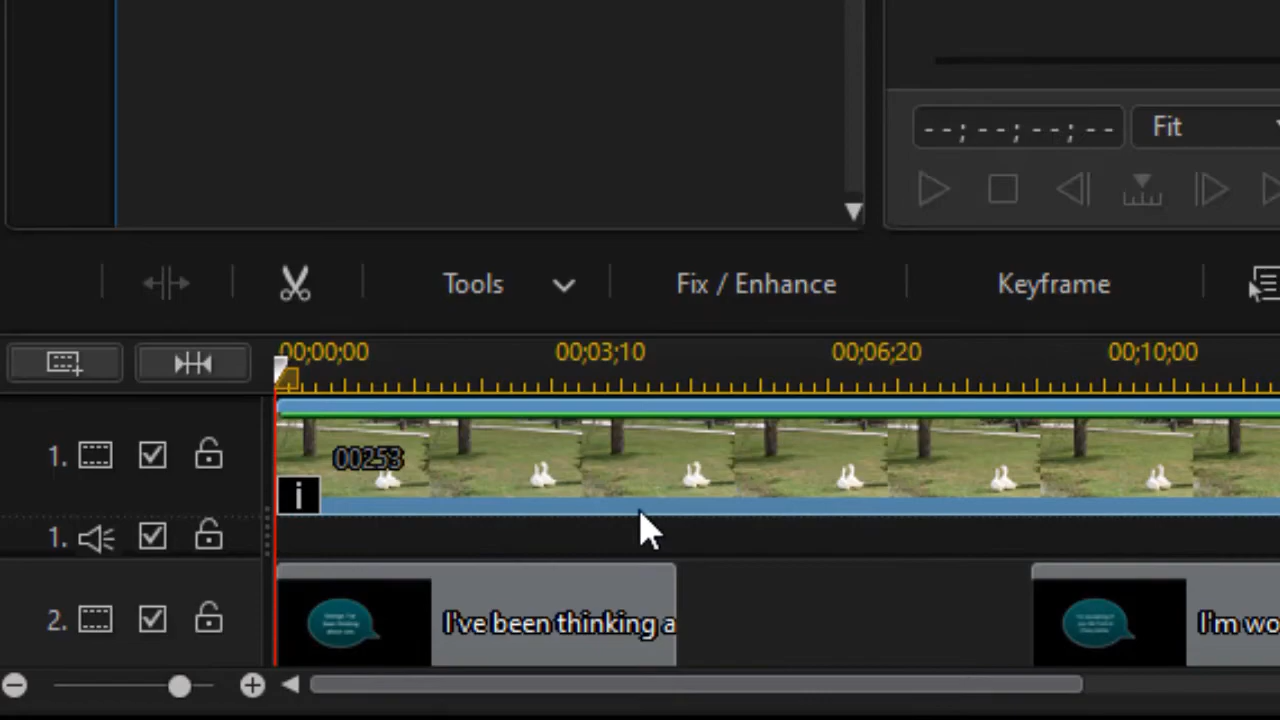 --;--;--;--
Fit
Tools
Fix / Enhance
Keyframe
00;00;00
00;03;10
00;06;20
00;10;00
1.
00253
i
1.
2.
I've been thinking a
I'm wo